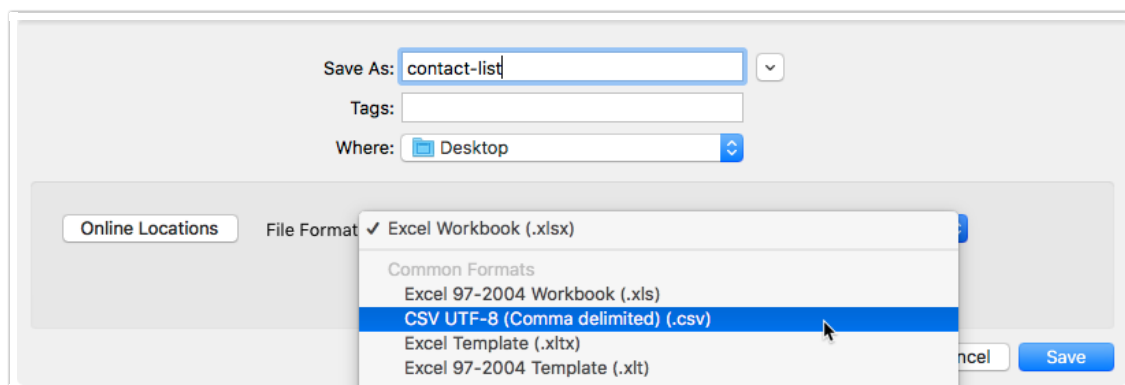 Save As: contact-list
Tags:
Where: Desktop
Online Locations File Format ✓ Excel Workbook (.xlsx)
Common Formats
Excel 97-2004 Workbook (.xls)
CSV UTF-8 (Comma delimited) (.csv)
Excel Template (.xltx)
Excel 97-2004 Template (.xlt)
ncel Save